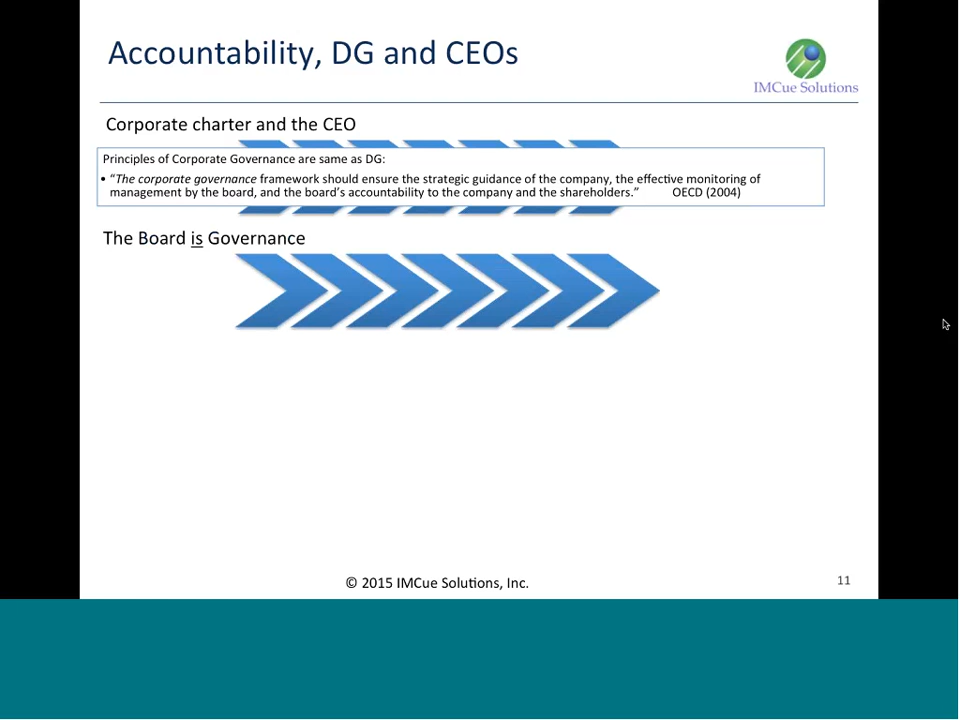 Accountability, DG and CEOs
IMCue Solutions
Corporate charter and the CEO
Principles of Corporate Governance are same as DG:
• “The corporate governance framework should ensure the strategic guidance of the company, the effective monitoring of
management by the board, and the board’s accountability to the company and the shareholders.” OECD (2004)
The Board is Governance
© 2015 IMCue Solutions, Inc.
11